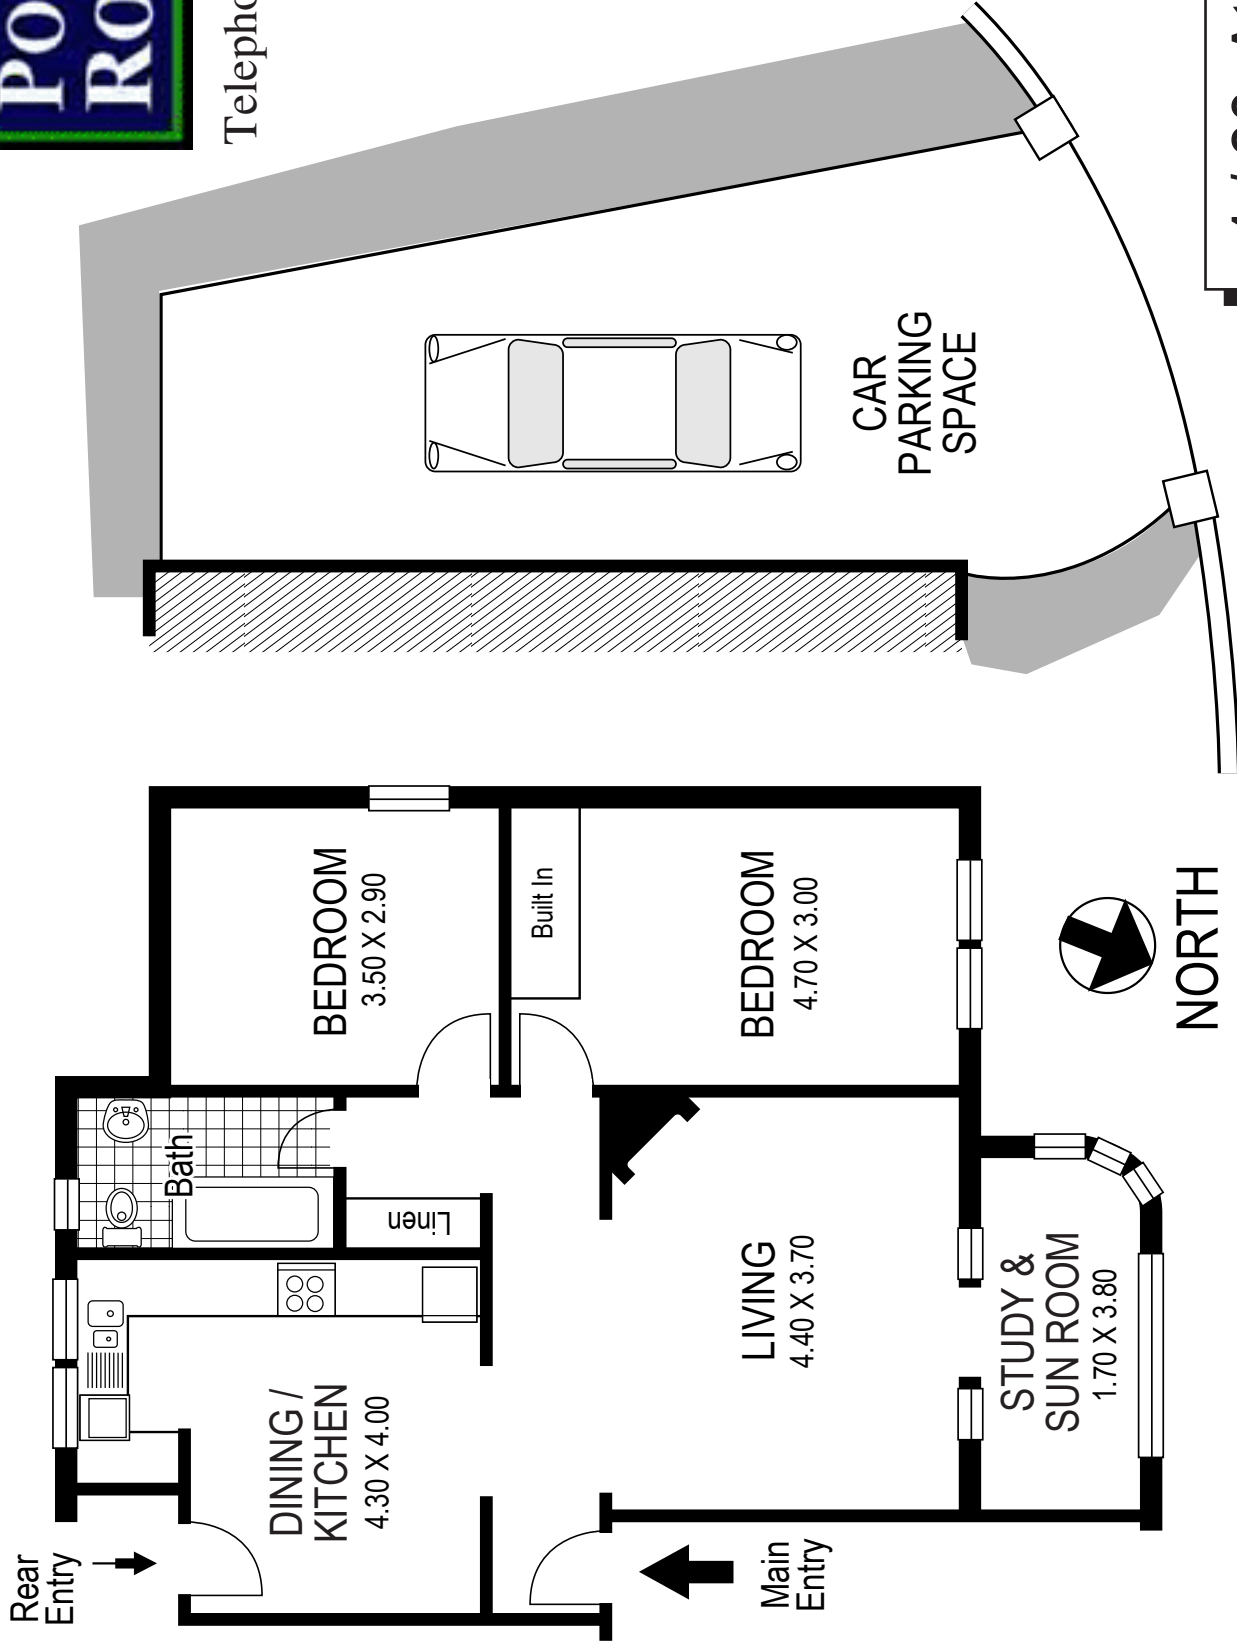 PO
RO
Telepho
Rear
Entry
Bath
DINING /
KITCHEN
4.30 X 4.00
Linen
BEDROOM
3.50 X 2.90
Built In
Main
Entry
LIVING
4.40 X 3.70
BEDROOM
4.70 X 3.00
CAR
PARKING
SPACE
STUDY &
SUN ROOM
1.70 X 3.80
NORTH